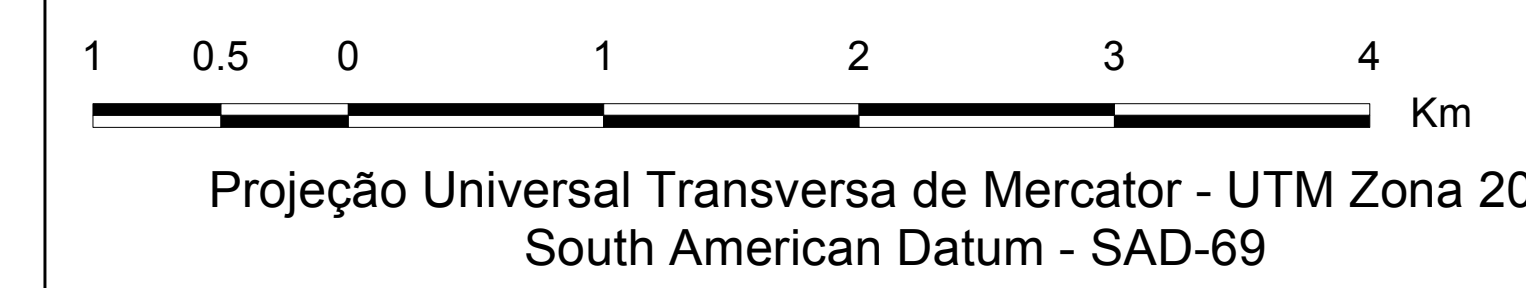 1 0.5 0 1 2 3 4
Km
Projeção Universal Transversa de Mercator - UTM Zona 20
South American Datum - SAD-69